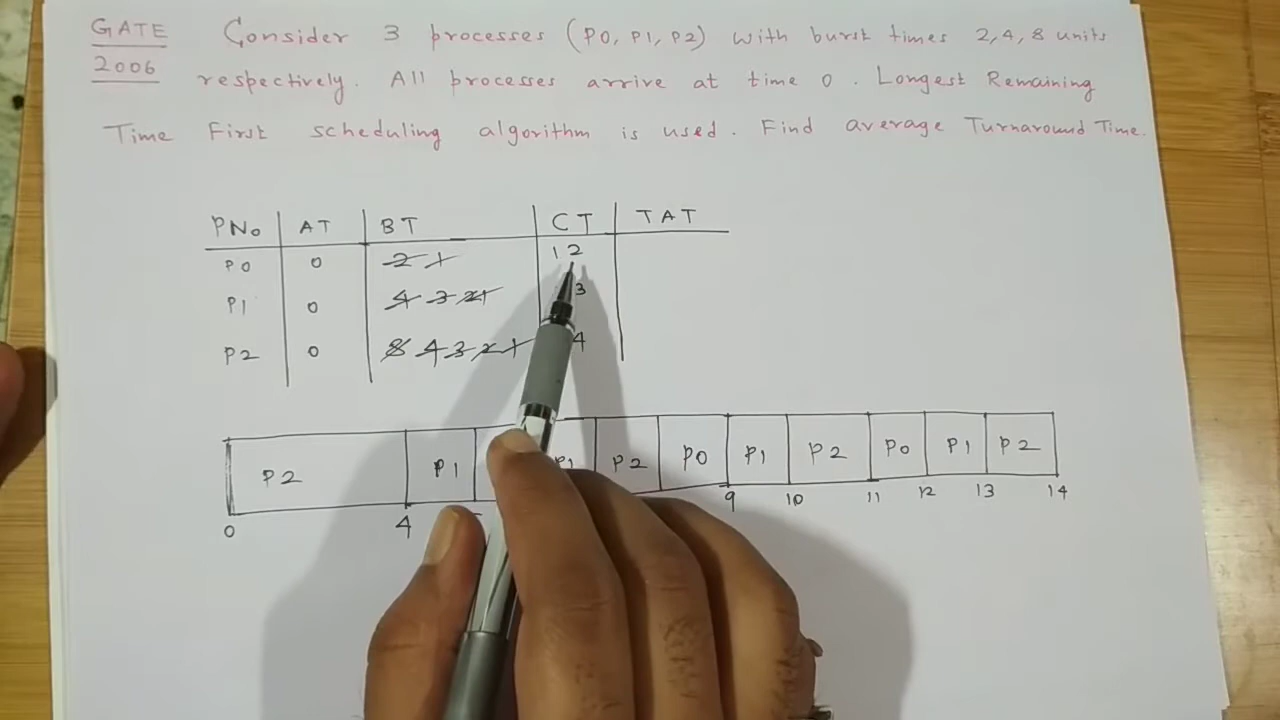 GATE 2006
Consider 3 processes (P0, P1, P2) with burst times 2, 4, 8 units
respectively. All processes arrive at time 0. Longest Remaining
Time First scheduling algorithm is used. Find average Turnaround Time.
PNo AT BT CT TAT
P0 0 2 1 12
P1 0 4 3 2 1 3
P2 0 8 4 3 2 1 4
P2 P1 P1 P2 P0 P1 P2 P0 P1 P2
0 4 9 10 11 12 13 14